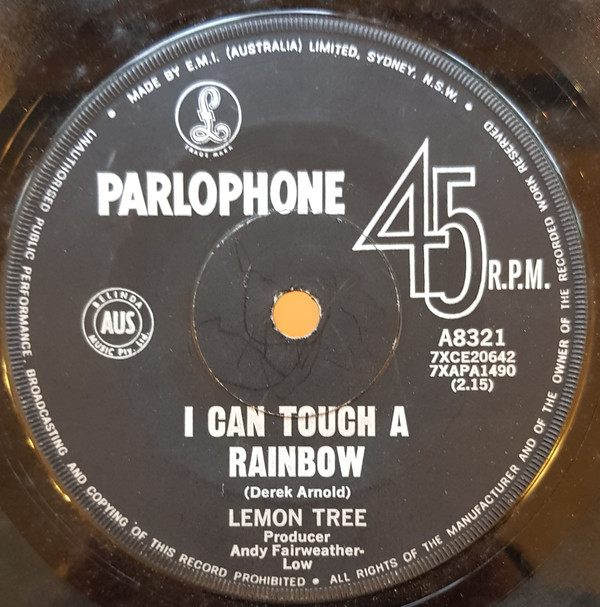 MADE BY E.M.I. (AUSTRALIA) LIMITED, SYDNEY, N.S.W. •
£
TRADE MARK
PARLOPHONE
45
R.P.M.
BELINDA
AUS
MUSIC Pty. Ltd.
A8321
7XCE20642
7XAPA1490
(2.15)
I CAN TOUCH A
RAINBOW
(Derek Arnold)
LEMON TREE
Producer
Andy Fairweather-
Low
UNAUTHORISED PUBLIC PERFORMANCE BROADCASTING AND COPYING OF THIS RECORD PROHIBITED • ALL RIGHTS OF THE MANUFACTURER AND OF THE OWNER OF THE RECORDED WORK RESERVED